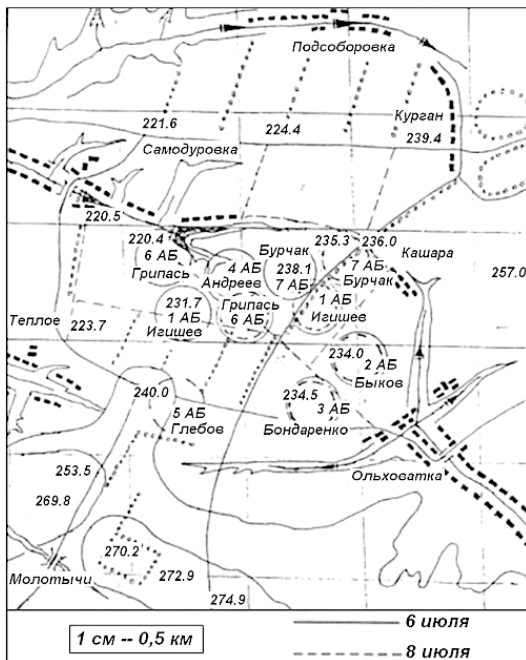 Подсоборовка
221.6
224.4
Курган
239.4
Самодуровка
220.5
220.4
6 АБ
Грипась
4 АБ
Андреев
Бурчак
238.1
7 АБ
235.3
236.0
Кашара
7 АБ
Бурчак
257.0
231.7
1 АБ
Игишев
Грипась
6 АБ
1 АБ
Игишев
Теплое
223.7
234.0
2 АБ
Быков
240.0
5 АБ
Глебов
234.5
3 АБ
Бондаренко
Ольховатка
253.5
269.8
270.2
272.9
Молотычи
274.9
1 см -- 0,5 км
6 июля
8 июля